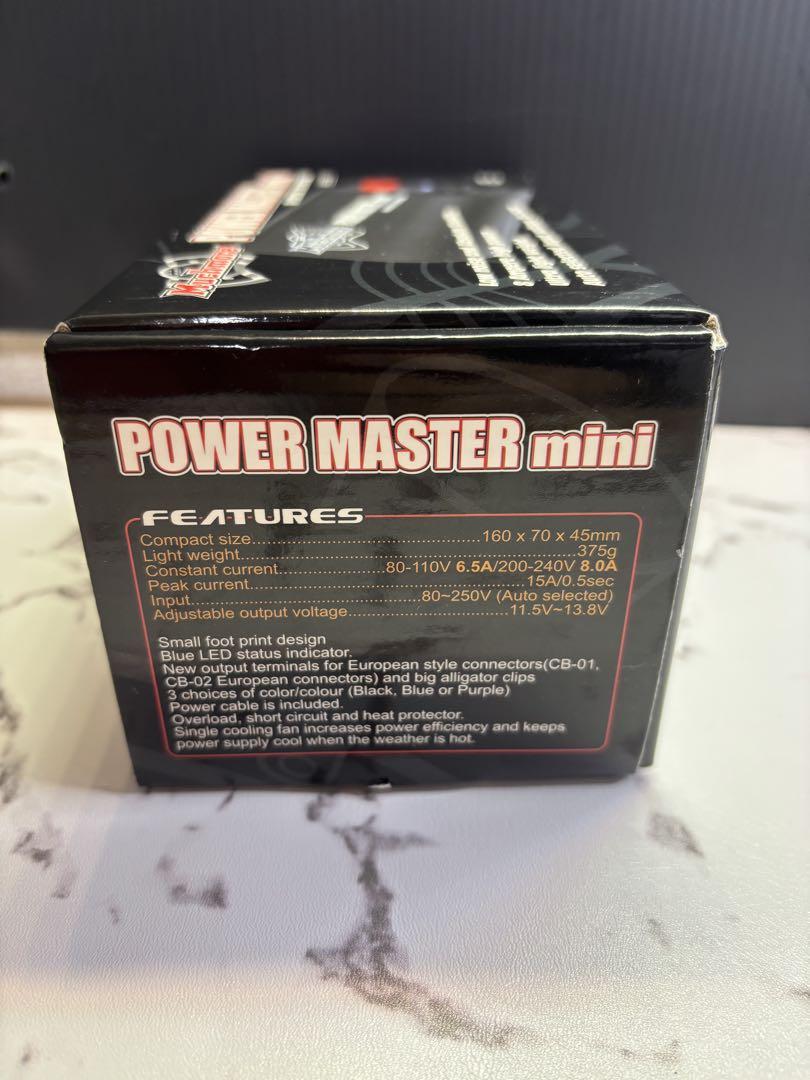 POWER MASTER mini
FEATURES
Compact size..........................................160 x 70 x 45mm
Light weight..............................................................375g
Constant current....................80-110V 6.5A/200-240V 8.0A
Peak current....................................................15A/0.5sec
Input...........................................80~250V (Auto selected)
Adjustable output voltage..............................11.5V~13.8V
Small foot print design
Blue LED status indicator.
New output terminals for European style connectors(CB-01,
CB-02 European connectors) and big alligator clips
3 choices of color/colour (Black, Blue or Purple)
Power cable is included.
Overload, short circuit and heat protector.
Single cooling fan increases power efficiency and keeps
power supply cool when the weather is hot.